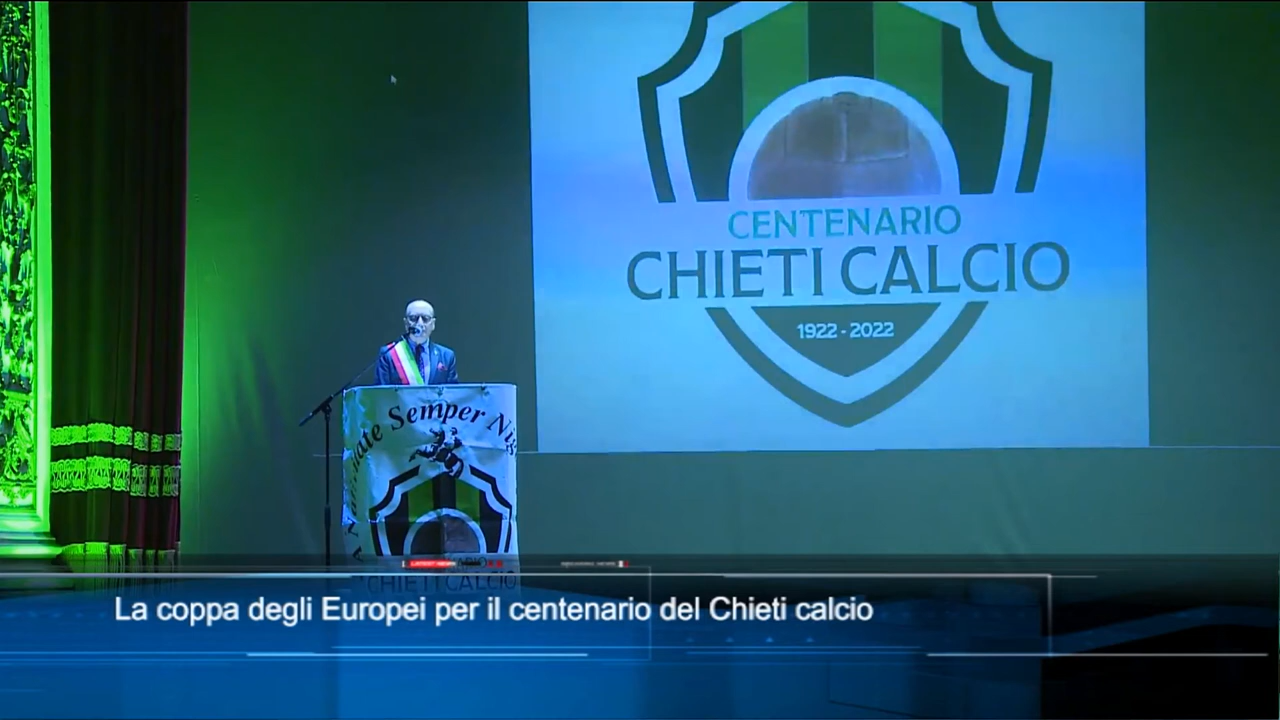 CENTENARIO
CHIETI CALCIO
1922 - 2022
Semper
CHIETI CALCIO
La coppa degli Europei per il centenario del Chieti calcio